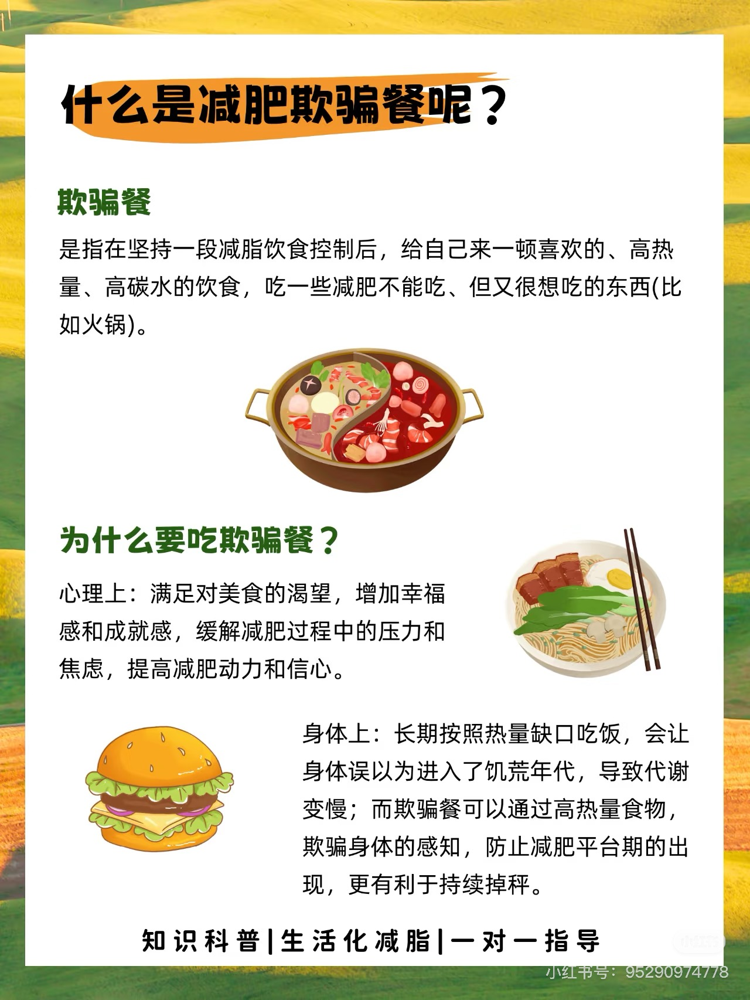 什么是减肥欺骗餐呢？
欺骗餐
是指在坚持一段减脂饮食控制后，给自己来一顿喜欢的、高热
量、高碳水的饮食，吃一些减肥不能吃、但又很想吃的东西(比
如火锅)。
为什么要吃欺骗餐？
心理上：满足对美食的渴望，增加幸福
感和成就感，缓解减肥过程中的压力和
焦虑，提高减肥动力和信心。
身体上：长期按照热量缺口吃饭，会让
身体误以为进入了饥荒年代，导致代谢
变慢；而欺骗餐可以通过高热量食物，
欺骗身体的感知，防止减肥平台期的出
现，更有利于持续掉秤。
知识科普|生活化减脂|一对一指导
小红书号：95290974778